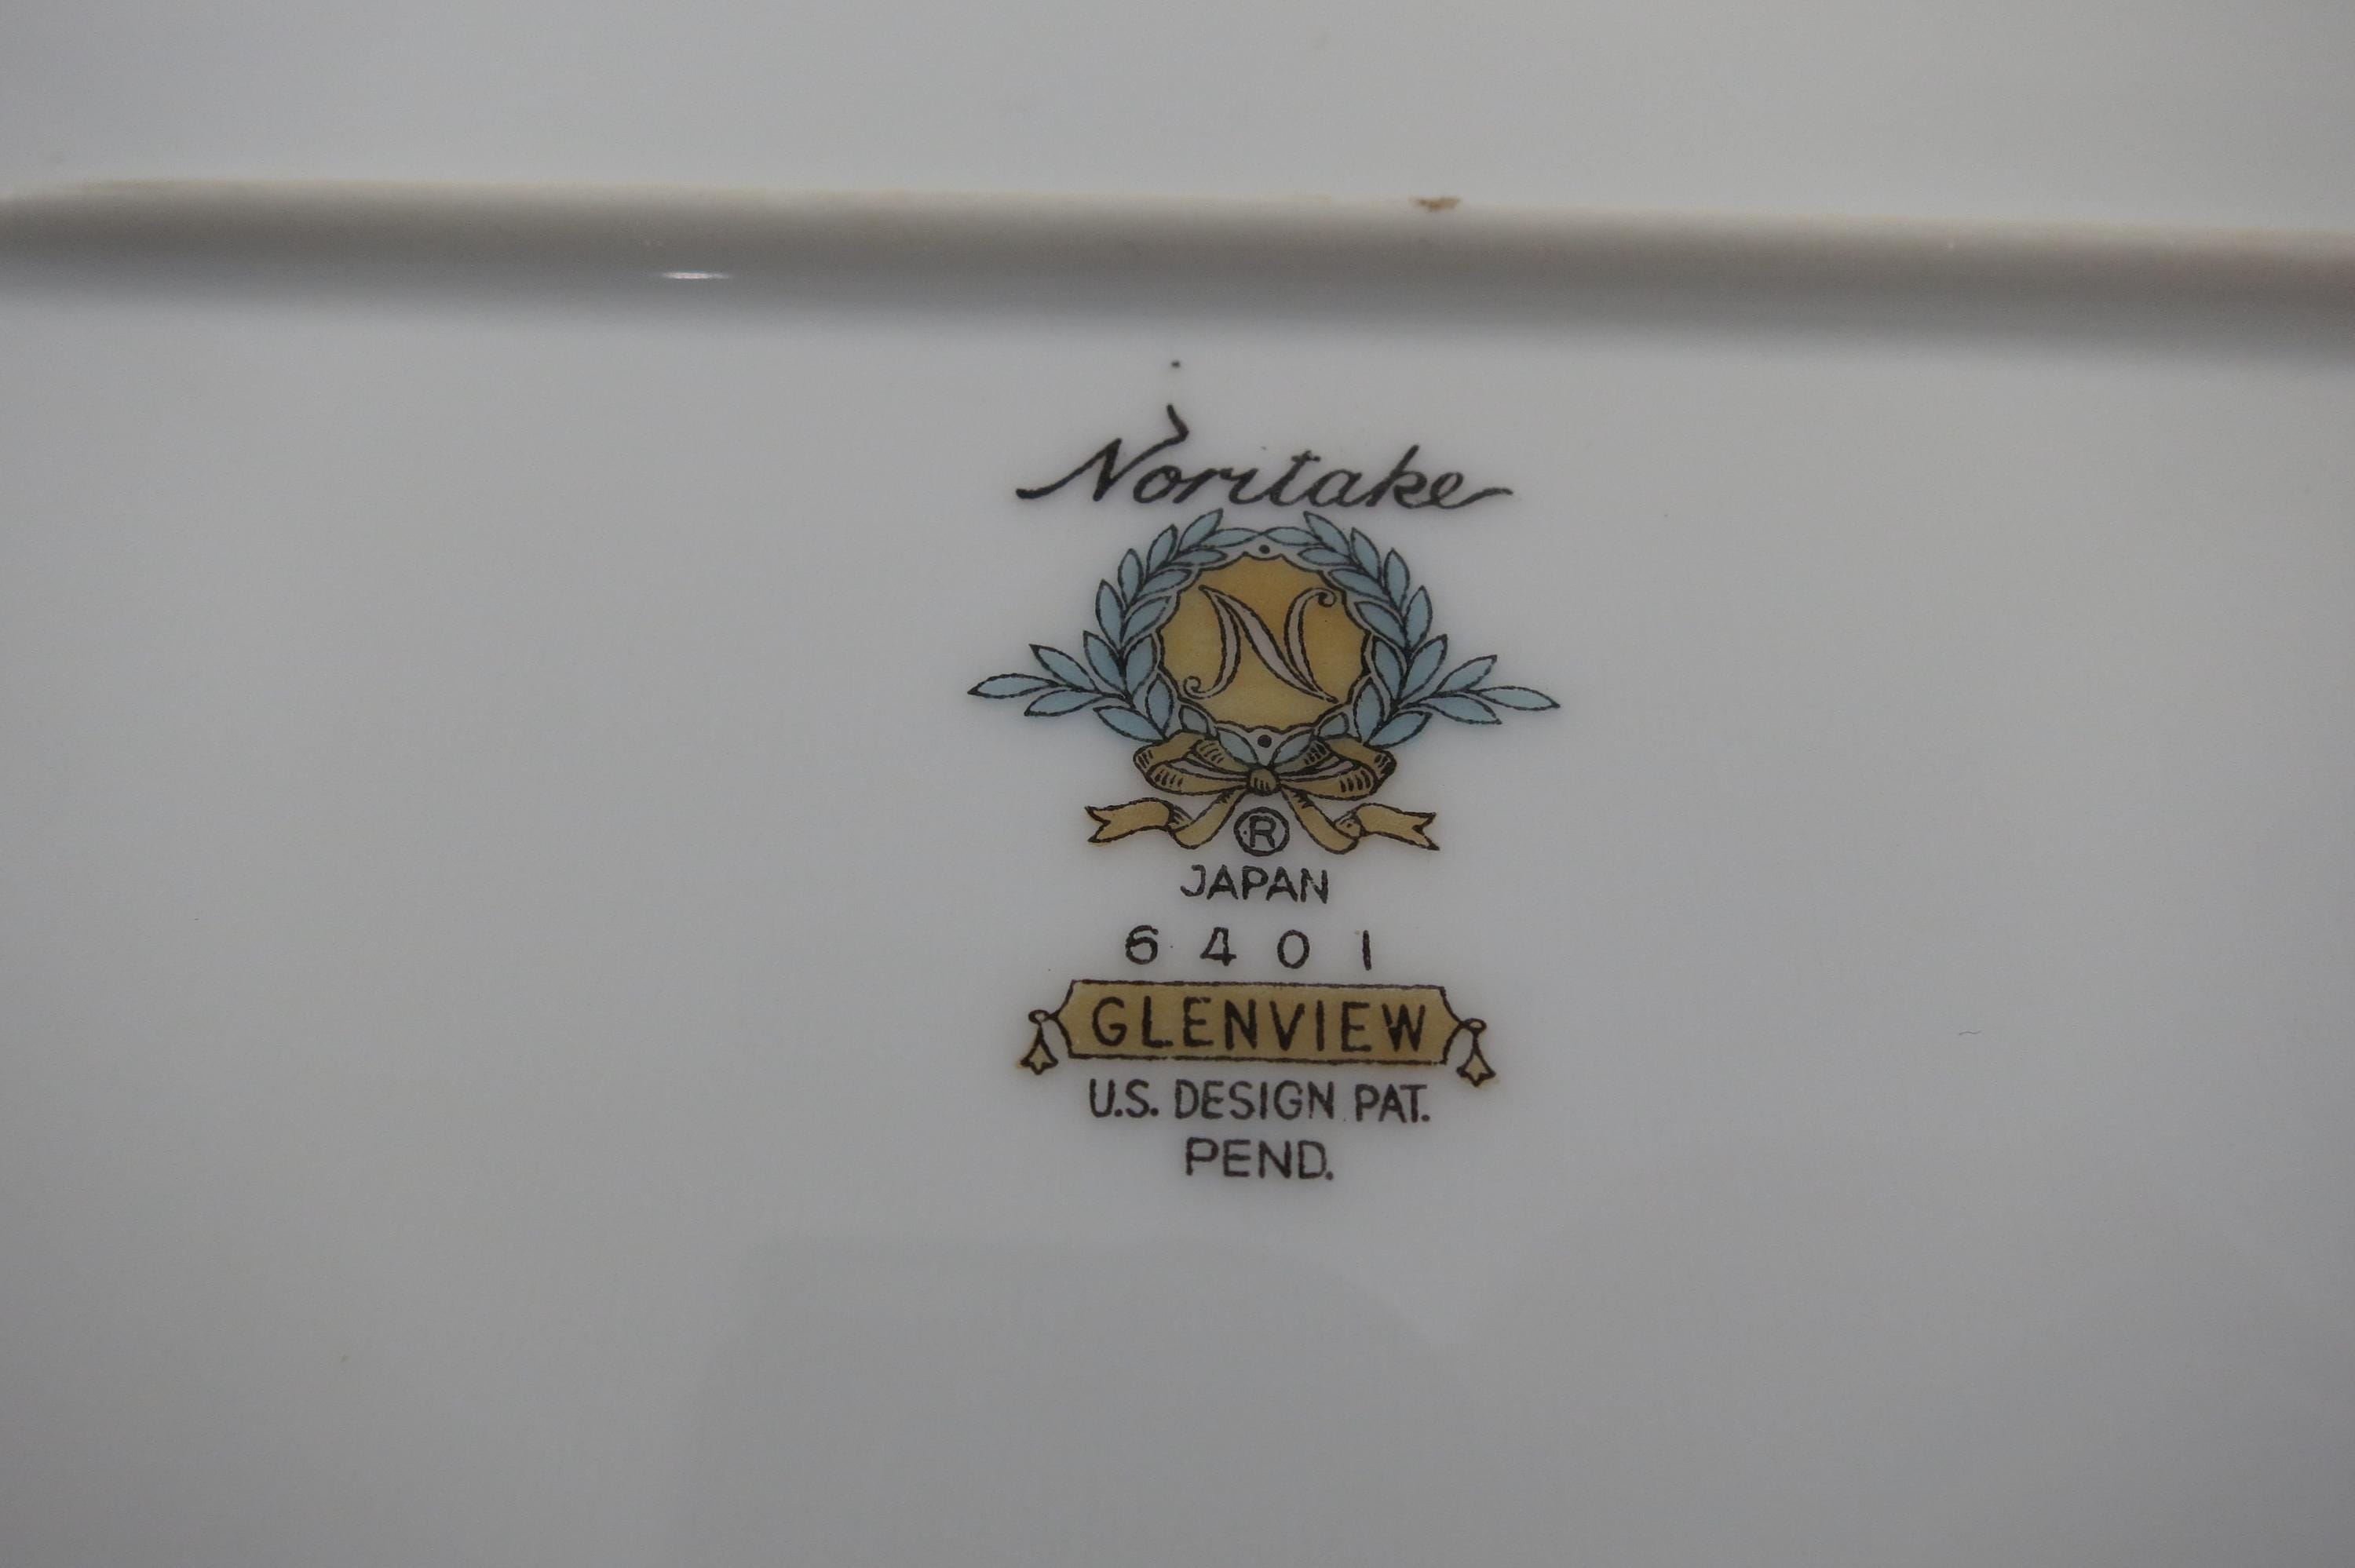 Noritake
N
®
JAPAN
6401
GLENVIEW
U.S. DESIGN PAT.
PEND.